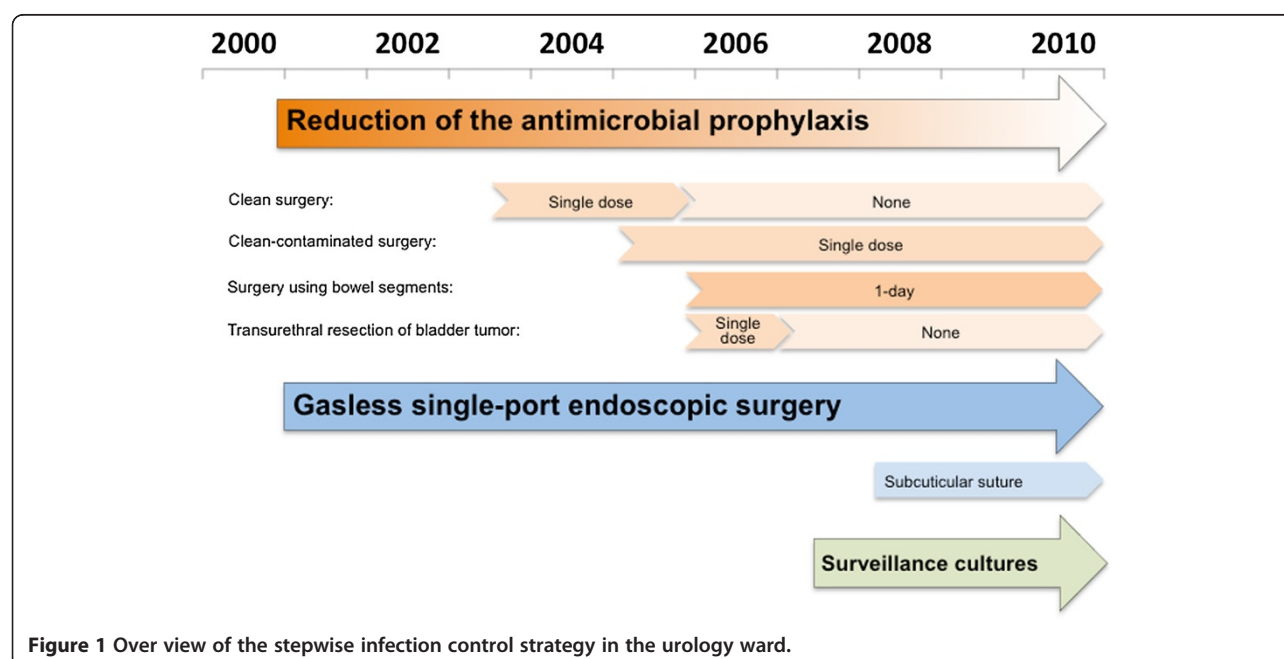 2000 2002 2004 2006 2008 2010
Reduction of the antimicrobial prophylaxis
Clean surgery: Single dose None
Clean-contaminated surgery: Single dose
Surgery using bowel segments: 1-day
Transurethral resection of bladder tumor: Single
dose None
Gasless single-port endoscopic surgery
Subcuticular suture
Surveillance cultures
Figure 1 Over view of the stepwise infection control strategy in the urology ward.